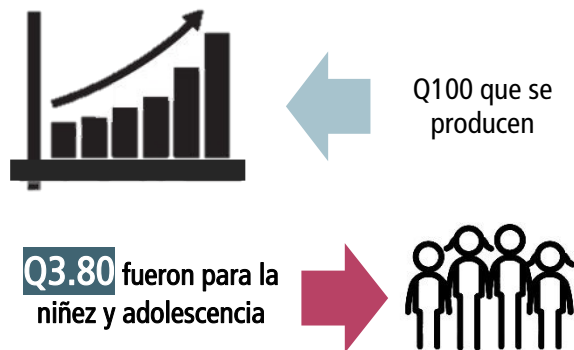 Q100 que se
producen
Q3.80 fueron para la
niñez y adolescencia